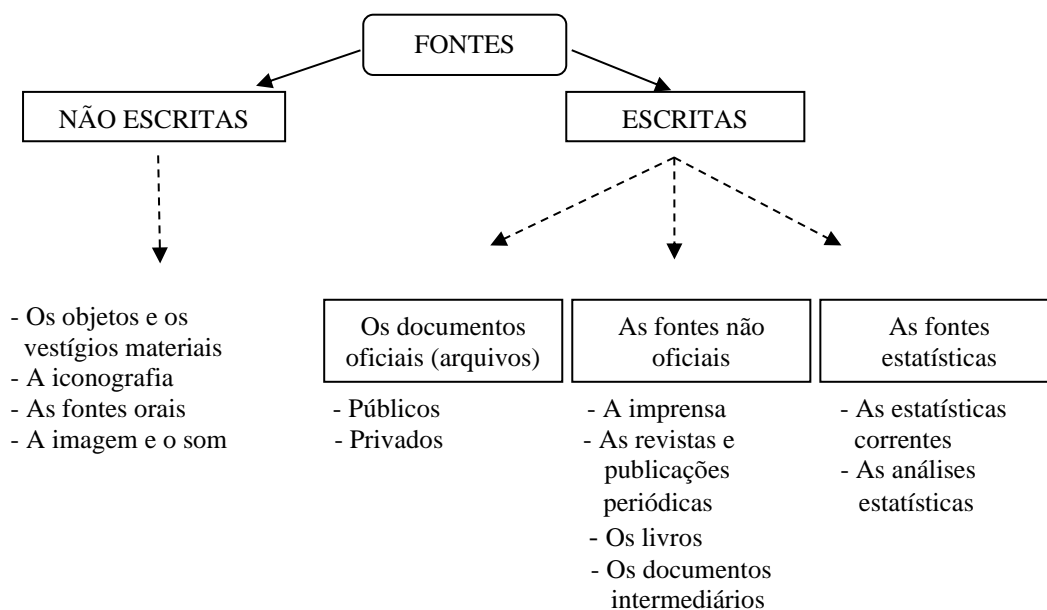 FONTES
NÃO ESCRITAS
ESCRITAS
- Os objetos e os
vestígios materiais
- A iconografia
- As fontes orais
- A imagem e o som
Os documentos
oficiais (arquivos)
- Públicos
- Privados
As fontes não
oficiais
- A imprensa
- As revistas e
publicações
periódicas
- Os livros
- Os documentos
intermediários
As fontes
estatísticas
- As estatísticas
correntes
- As análises
estatísticas